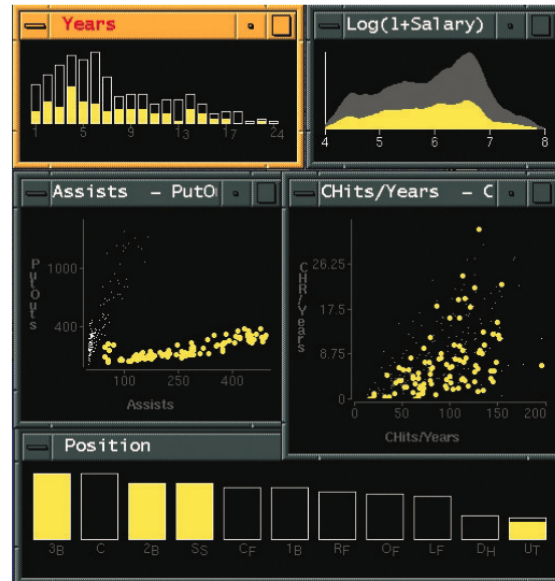 Years
1 5 9 13 17 24
Log(1+Salary)
4 5 6 7 8
Assists - PutO
PutOuts
1000
400
100 250 400
Assists
CHits/Years - C
CHR/Years
26.25
17.5
8.75
0
0 50 100 150 200
CHits/Years
Position
3B C 2B SS CF 1B RF OF LF DH UT